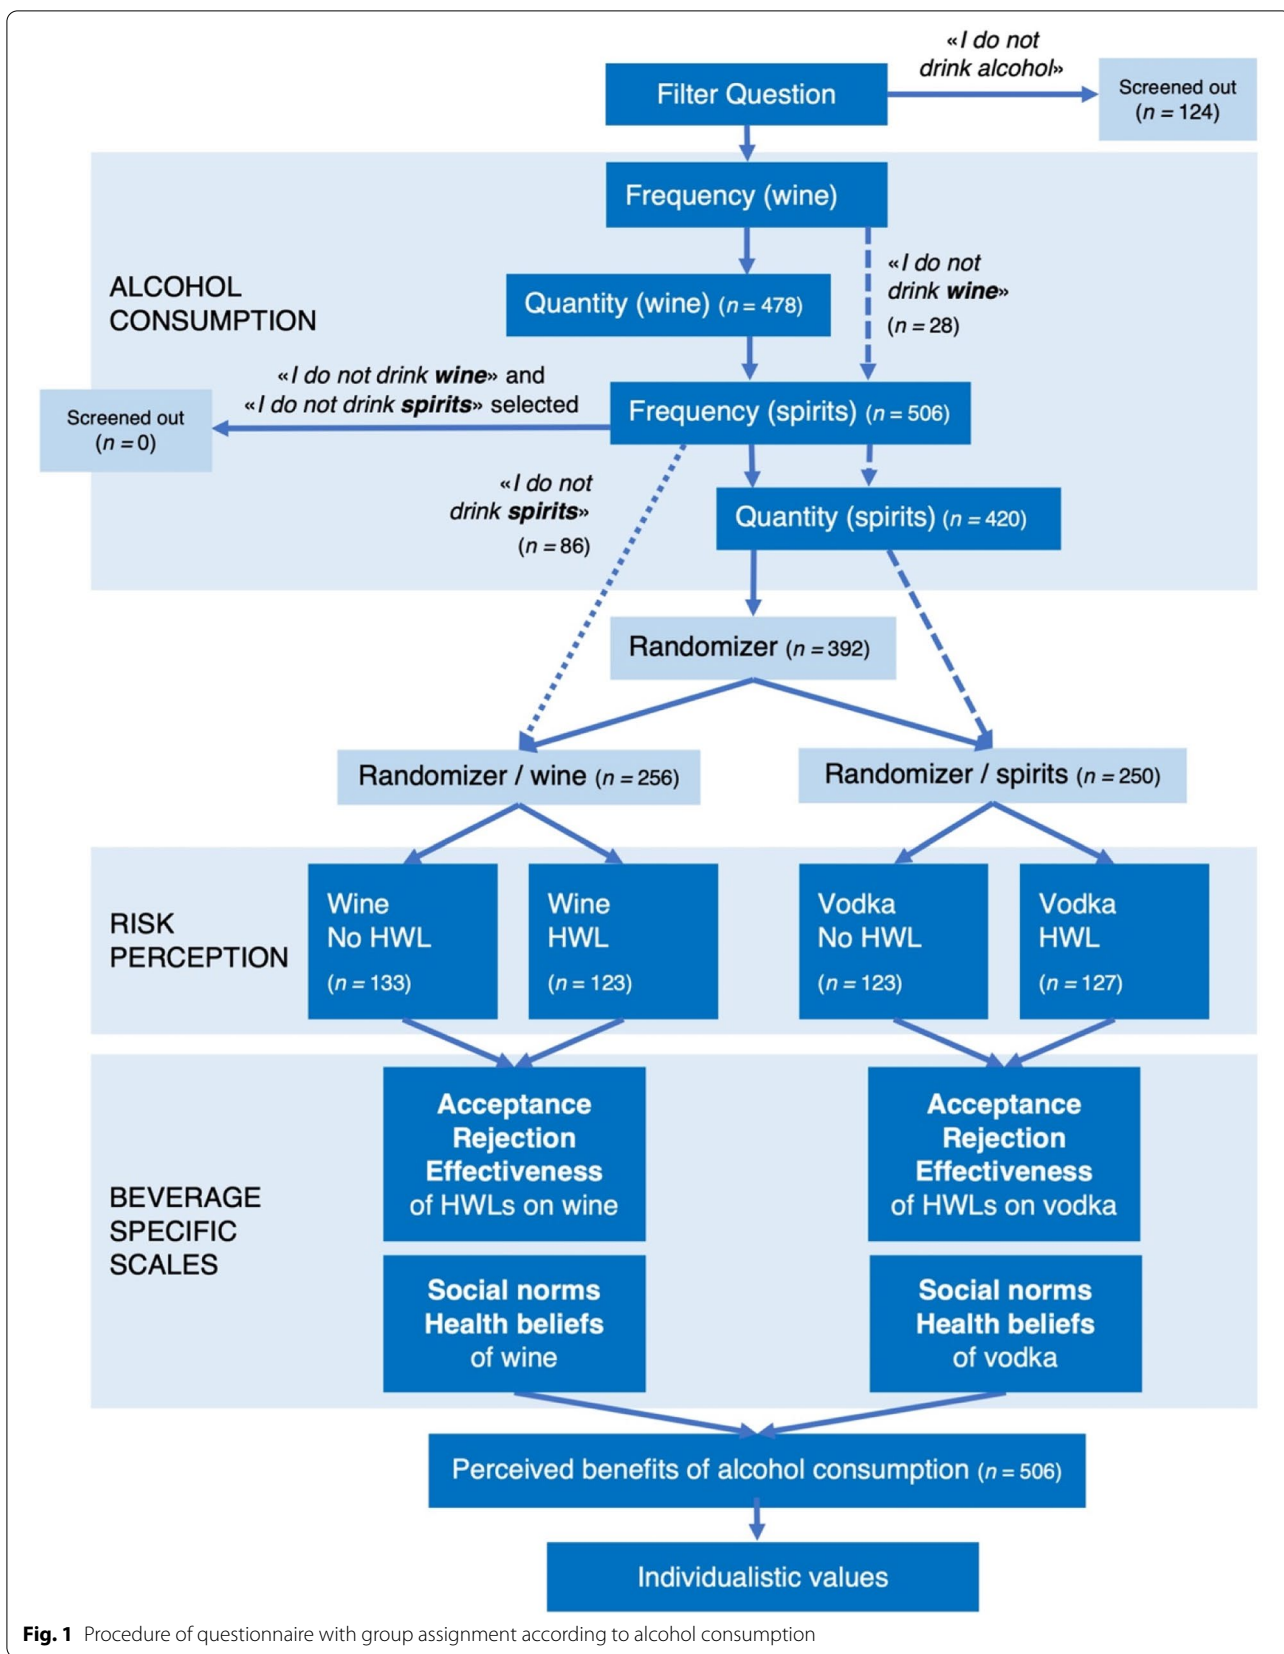 «I do not
drink alcohol»
Filter Question
Screened out
(n = 124)
Frequency (wine)
ALCOHOL
CONSUMPTION
«I do not
drink wine»
(n = 28)
Quantity (wine) (n = 478)
«I do not drink wine» and
«I do not drink spirits» selected
Screened out
(n = 0)
Frequency (spirits) (n = 506)
«I do not
drink spirits»
(n = 86)
Quantity (spirits) (n = 420)
Randomizer (n = 392)
Randomizer / wine (n = 256)
Randomizer / spirits (n = 250)
RISK
PERCEPTION
Wine
No HWL
(n = 133)
Wine
HWL
(n = 123)
Vodka
No HWL
(n = 123)
Vodka
HWL
(n = 127)
BEVERAGE
SPECIFIC
SCALES
Acceptance
Rejection
Effectiveness
of HWLs on wine
Acceptance
Rejection
Effectiveness
of HWLs on vodka
Social norms
Health beliefs
of wine
Social norms
Health beliefs
of vodka
Perceived benefits of alcohol consumption (n = 506)
Individualistic values
Fig. 1 Procedure of questionnaire with group assignment according to alcohol consumption